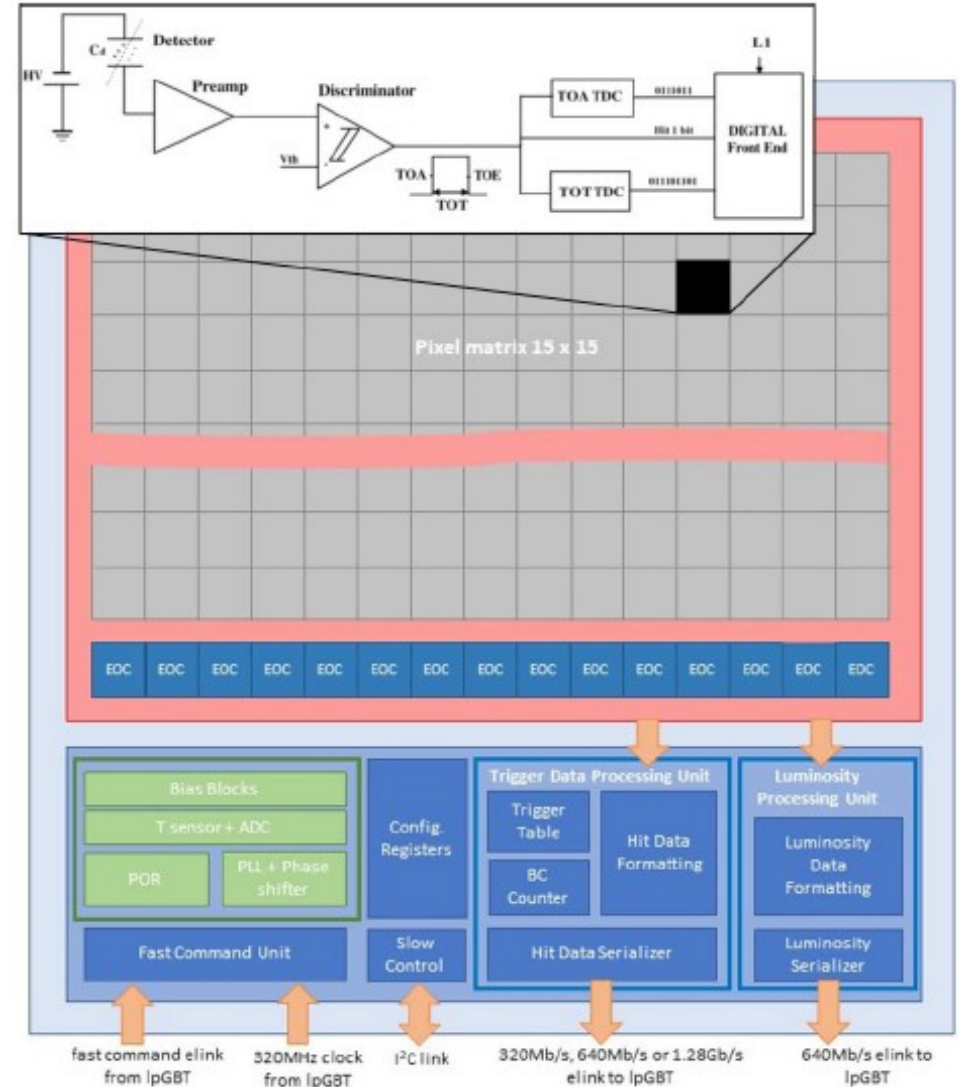 HV
Cd
Detector
Preamp
Discriminator
Vth
+
-
TOA
TOE
TOT
TOA TDC
0111011
Hit 1 bit
TOT TDC
011101101
L1
DIGITAL
Front End
Pixel matrix 15 x 15
EOC EOC EOC EOC EOC EOC EOC EOC EOC EOC EOC EOC EOC EOC EOC
Bias Blocks
T sensor + ADC
POR
PLL + Phase
shifter
Fast Command Unit
Config.
Registers
Slow
Control
Trigger Data Processing Unit
Trigger
Table
BC
Counter
Hit Data
Formatting
Hit Data Serializer
Luminosity
Processing Unit
Luminosity
Data
Formatting
Luminosity
Serializer
fast command elink
from lpGBT
320MHz clock
from lpGBT
I²C link
320Mb/s, 640Mb/s or 1.28Gb/s
elink to lpGBT
640Mb/s elink to
lpGBT